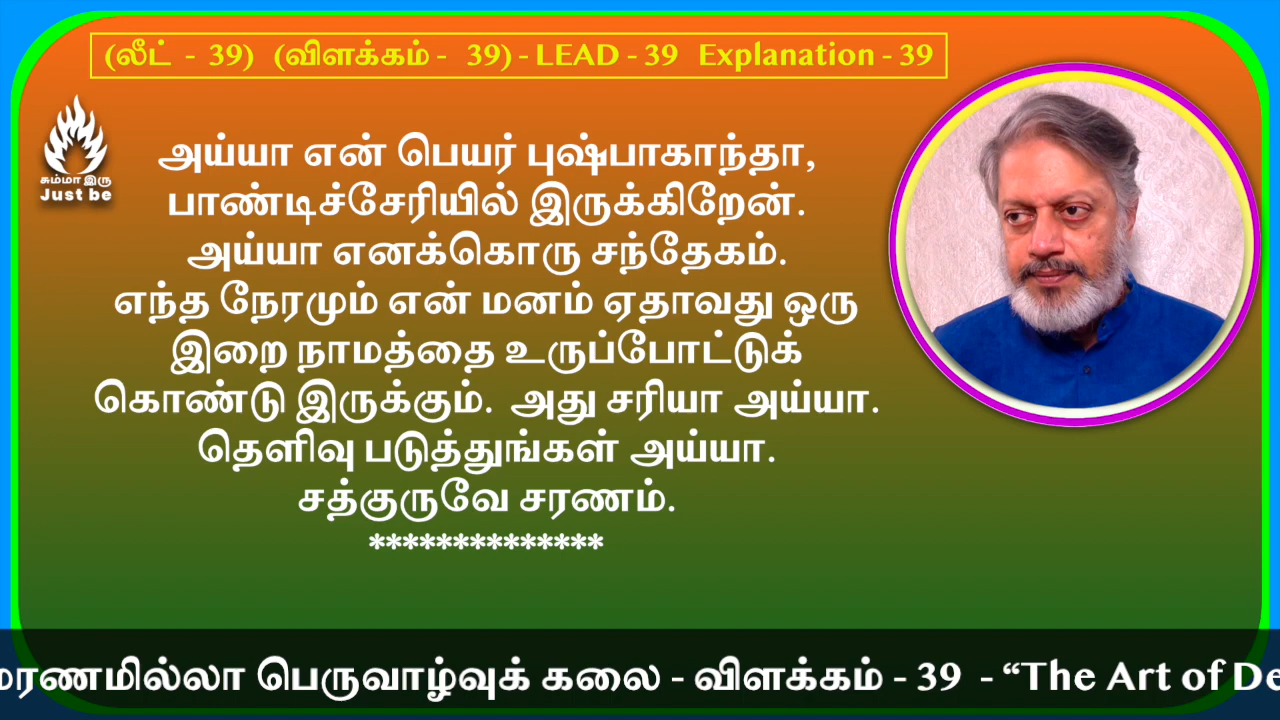 (லீட் - 39) (விளக்கம் - 39) - LEAD - 39 Explanation - 39
சும்மா இரு
Just be
அய்யா என் பெயர் புஷ்பாகாந்தா,
பாண்டிச்சேரியில் இருக்கிறேன்.
அய்யா எனக்கொரு சந்தேகம்.
எந்த நேரமும் என் மனம் ஏதாவது ஒரு
இறை நாமத்தை உருப்போட்டுக்
கொண்டு இருக்கும். அது சரியா அய்யா.
தெளிவு படுத்துங்கள் அய்யா.
சத்குருவே சரணம்.
**************
மரணமில்லா பெருவாழ்வுக் கலை - விளக்கம் - 39 - “The Art of De